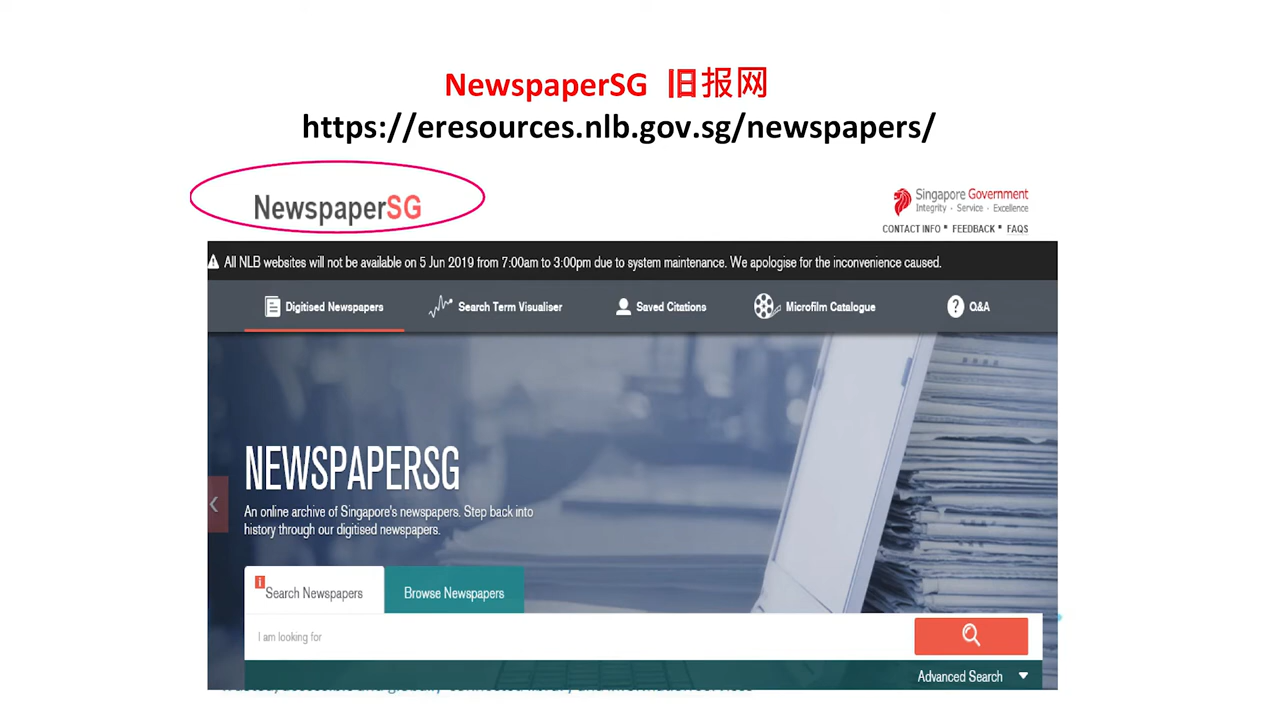 NewspaperSG 旧报网
https://eresources.nlb.gov.sg/newspapers/
NewspaperSG
Singapore Government
Integrity · Service · Excellence
CONTACT INFO FEEDBACK FAQS
All NLB websites will not be available on 5 Jun 2019 from 7:00am to 3:00pm due to system maintenance. We apologise for the inconvenience caused.
Digitised Newspapers Search Term Visualiser Saved Citations Microfilm Catalogue Q&A
NEWSPAPERSG
An online archive of Singapore's newspapers. Step back into
history through our digitised newspapers.
Search Newspapers Browse Newspapers
I am looking for
Advanced Search